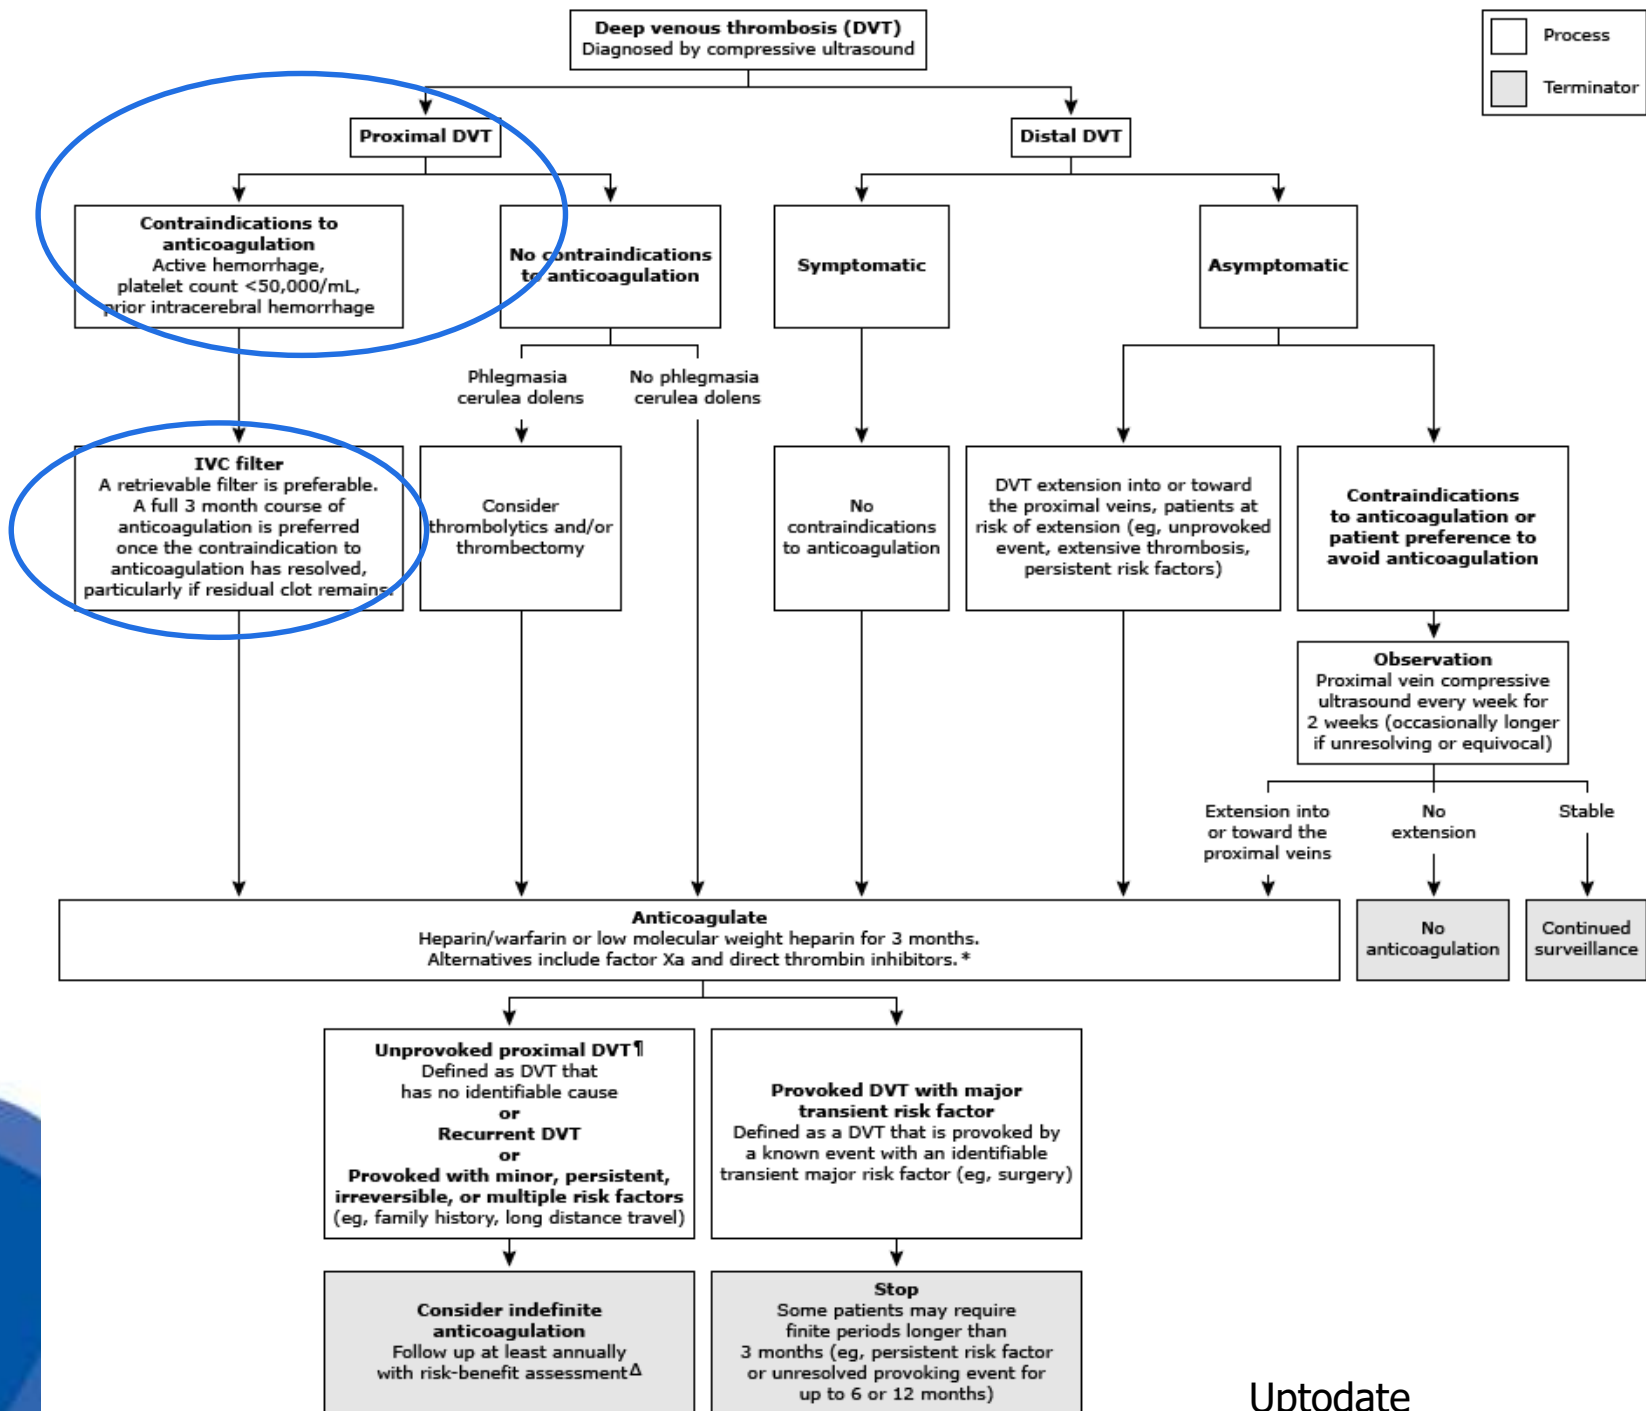 Deep venous thrombosis (DVT)
Diagnosed by compressive ultrasound
Process
Terminator
Proximal DVT
Distal DVT
Contraindications to
anticoagulation
Active hemorrhage,
platelet count <50,000/mL,
prior intracerebral hemorrhage
No contraindications
to anticoagulation
Symptomatic
Asymptomatic
Phlegmasia
cerulea dolens
No phlegmasia
cerulea dolens
IVC filter
A retrievable filter is preferable.
A full 3 month course of
anticoagulation is preferred
once the contraindication to
anticoagulation has resolved,
particularly if residual clot remains.
Consider
thrombolytics and/or
thrombectomy
No
contraindications
to anticoagulation
DVT extension into or toward
the proximal veins, patients at
risk of extension (eg, unprovoked
event, extensive thrombosis,
persistent risk factors)
Contraindications
to anticoagulation or
patient preference to
avoid anticoagulation
Observation
Proximal vein compressive
ultrasound every week for
2 weeks (occasionally longer
if unresolving or equivocal)
Extension into
or toward the
proximal veins
No
extension
Stable
Anticoagulate
Heparin/warfarin or low molecular weight heparin for 3 months.
Alternatives include factor Xa and direct thrombin inhibitors.*
No
anticoagulation
Continued
surveillance
Unprovoked proximal DVT¶
Defined as DVT that
has no identifiable cause
or
Recurrent DVT
or
Provoked with minor, persistent,
irreversible, or multiple risk factors
(eg, family history, long distance travel)
Provoked DVT with major
transient risk factor
Defined as a DVT that is provoked by
a known event with an identifiable
transient major risk factor (eg, surgery)
Consider indefinite
anticoagulation
Follow up at least annually
with risk-benefit assessmentΔ
Stop
Some patients may require
finite periods longer than
3 months (eg, persistent risk factor
or unresolved provoking event for
up to 6 or 12 months)
Uptodate